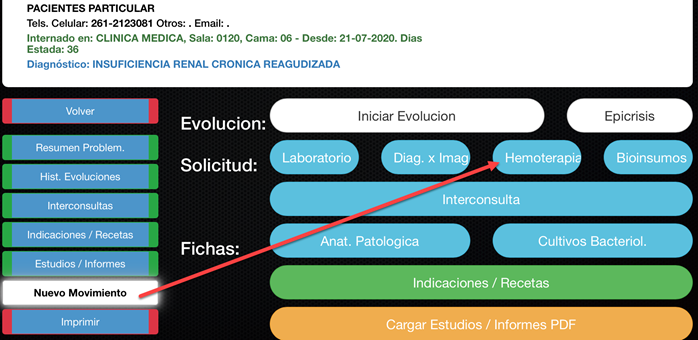 PACIENTES PARTICULAR
Tels. Celular: 261-2123081 Otros: . Email: .
Internado en: CLINICA MEDICA, Sala: 0120, Cama: 06 - Desde: 21-07-2020. Dias
Estada: 36
Diagnóstico: INSUFICIENCIA RENAL CRONICA REAGUDIZADA
Volver
Resumen Problem.
Hist. Evoluciones
Interconsultas
Indicaciones / Recetas
Estudios / Informes
Nuevo Movimiento
Imprimir
Evolucion:
Iniciar Evolucion
Epicrisis
Solicitud:
Laboratorio
Diag. x Imag
Hemoterapia
Bioinsumos
Interconsulta
Fichas:
Anat. Patologica
Cultivos Bacteriol.
Indicaciones / Recetas
Cargar Estudios / Informes PDF